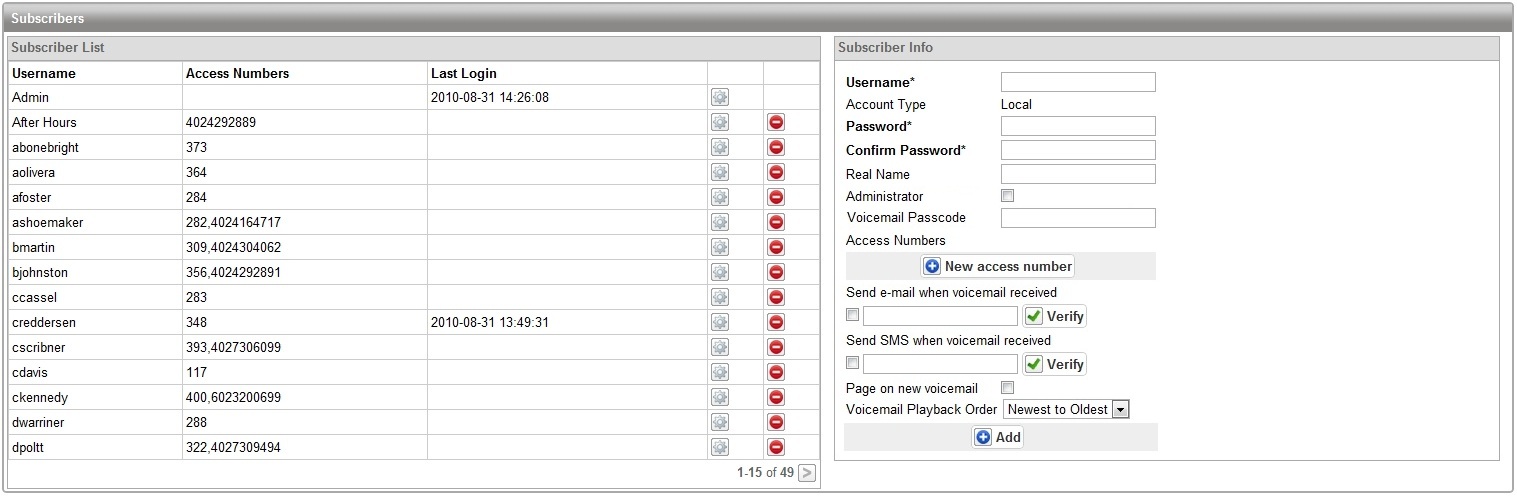 Subscribers
Subscriber List
Username Access Numbers Last Login
Admin 2010-08-31 14:26:08
After Hours 4024292889
abonebright 373
aolivera 364
afoster 284
ashoemaker 282,4024164717
bmartin 309,4024304062
bjohnston 356,4024292891
ccassel 283
creddersen 348 2010-08-31 13:49:31
cscribner 393,4027306099
cdavis 117
ckennedy 400,6023200699
dwarriner 288
dpoltt 322,4027309494
1-15 of 49 >
Subscriber Info
Username*
Account Type Local
Password*
Confirm Password*
Real Name
Administrator
Voicemail Passcode
Access Numbers
New access number
Send e-mail when voicemail received
Verify
Send SMS when voicemail received
Verify
Page on new voicemail
Voicemail Playback Order Newest to Oldest
Add